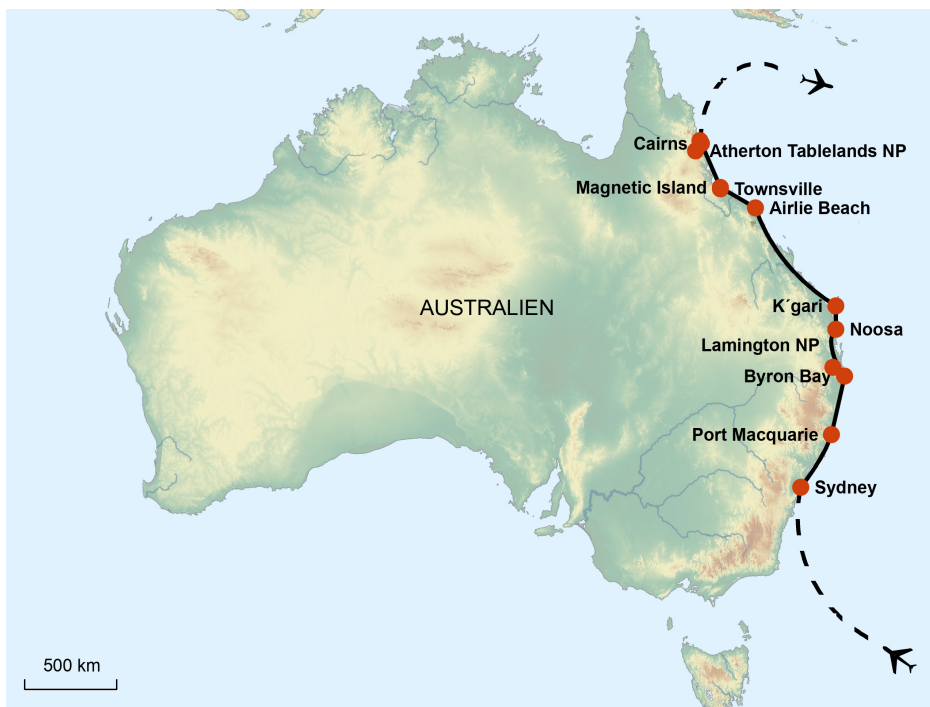 Cairns
Atherton Tablelands NP
Magnetic Island
Townsville
Airlie Beach
AUSTRALIEN
K´gari
Noosa
Lamington NP
Byron Bay
Port Macquarie
Sydney
500 km